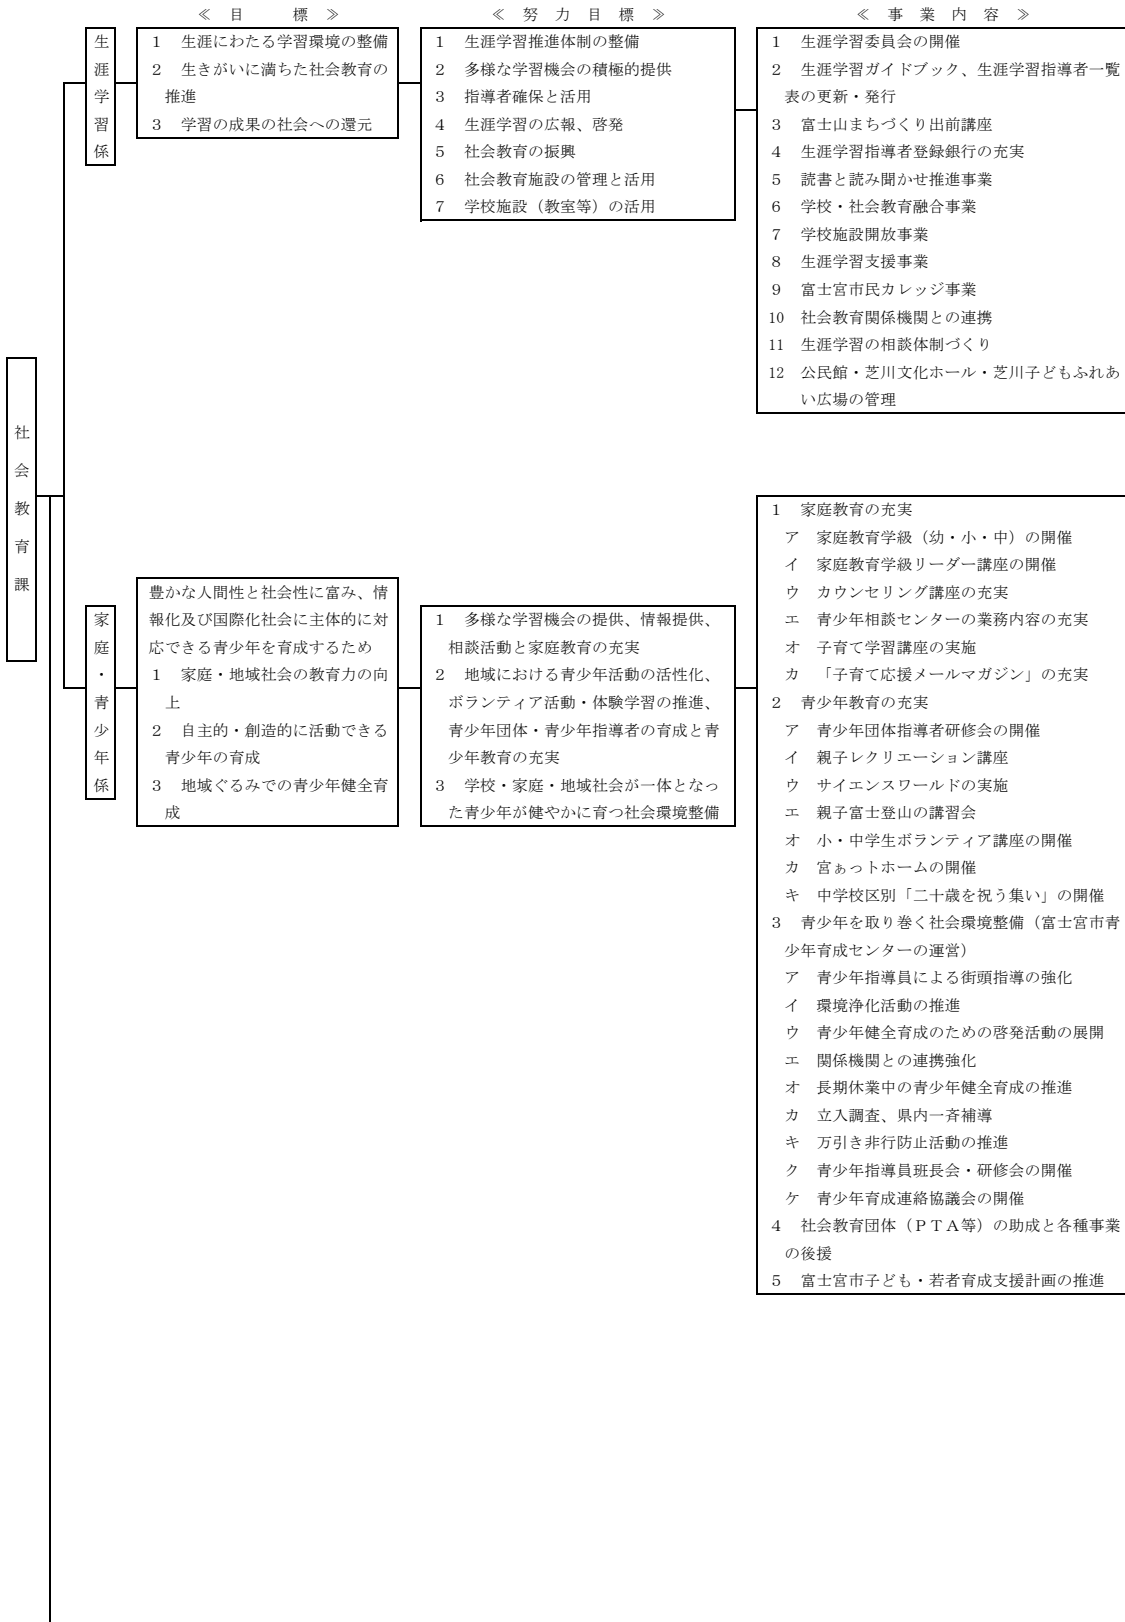 ≪　目　　標　≫
≪　努　力　目　標　≫
≪　事　業　内　容　≫
社会教育課
生涯学習係
１　生涯にわたる学習環境の整備
２　生きがいに満ちた社会教育の
推進
３　学習の成果の社会への還元
１　生涯学習推進体制の整備
２　多様な学習機会の積極的提供
３　指導者確保と活用
４　生涯学習の広報、啓発
５　社会教育の振興
６　社会教育施設の管理と活用
７　学校施設（教室等）の活用
１　生涯学習委員会の開催
２　生涯学習ガイドブック、生涯学習指導者一覧
表の更新・発行
３　富士山まちづくり出前講座
４　生涯学習指導者登録銀行の充実
５　読書と読み聞かせ推進事業
６　学校・社会教育融合事業
７　学校施設開放事業
８　生涯学習支援事業
９　富士宮市民カレッジ事業
10　社会教育関係機関との連携
11　生涯学習の相談体制づくり
12　公民館・芝川文化ホール・芝川子どもふれあ
い広場の管理
家庭・青少年係
豊かな人間性と社会性に富み、情
報化及び国際化社会に主体的に対
応できる青少年を育成するため
１　家庭・地域社会の教育力の向
上
２　自主的・創造的に活動できる
青少年の育成
３　地域ぐるみでの青少年健全育
成
１　多様な学習機会の提供、情報提供、
相談活動と家庭教育の充実
２　地域における青少年活動の活性化、
ボランティア活動・体験学習の推進、
青少年団体・青少年指導者の育成と青
少年教育の充実
３　学校・家庭・地域社会が一体となっ
た青少年が健やかに育つ社会環境整備
１　家庭教育の充実
ア　家庭教育学級（幼・小・中）の開催
イ　家庭教育学級リーダー講座の開催
ウ　カウンセリング講座の充実
エ　青少年相談センターの業務内容の充実
オ　子育て学習講座の実施
カ　「子育て応援メールマガジン」の充実
２　青少年教育の充実
ア　青少年団体指導者研修会の開催
イ　親子レクリエーション講座
ウ　サイエンスワールドの実施
エ　親子富士登山の講習会
オ　小・中学生ボランティア講座の開催
カ　宮ぁっトホームの開催
キ　中学校区別「二十歳を祝う集い」の開催
３　青少年を取り巻く社会環境整備（富士宮市青
少年育成センターの運営）
ア　青少年指導員による街頭指導の強化
イ　環境浄化活動の推進
ウ　青少年健全育成のための啓発活動の展開
エ　関係機関との連携強化
オ　長期休業中の青少年健全育成の推進
カ　立入調査、県内一斉補導
キ　万引き非行防止活動の推進
ク　青少年指導員班長会・研修会の開催
ケ　青少年育成連絡協議会の開催
４　社会教育団体（ＰＴＡ等）の助成と各種事業
の後援
５　富士宮市子ども・若者育成支援計画の推進